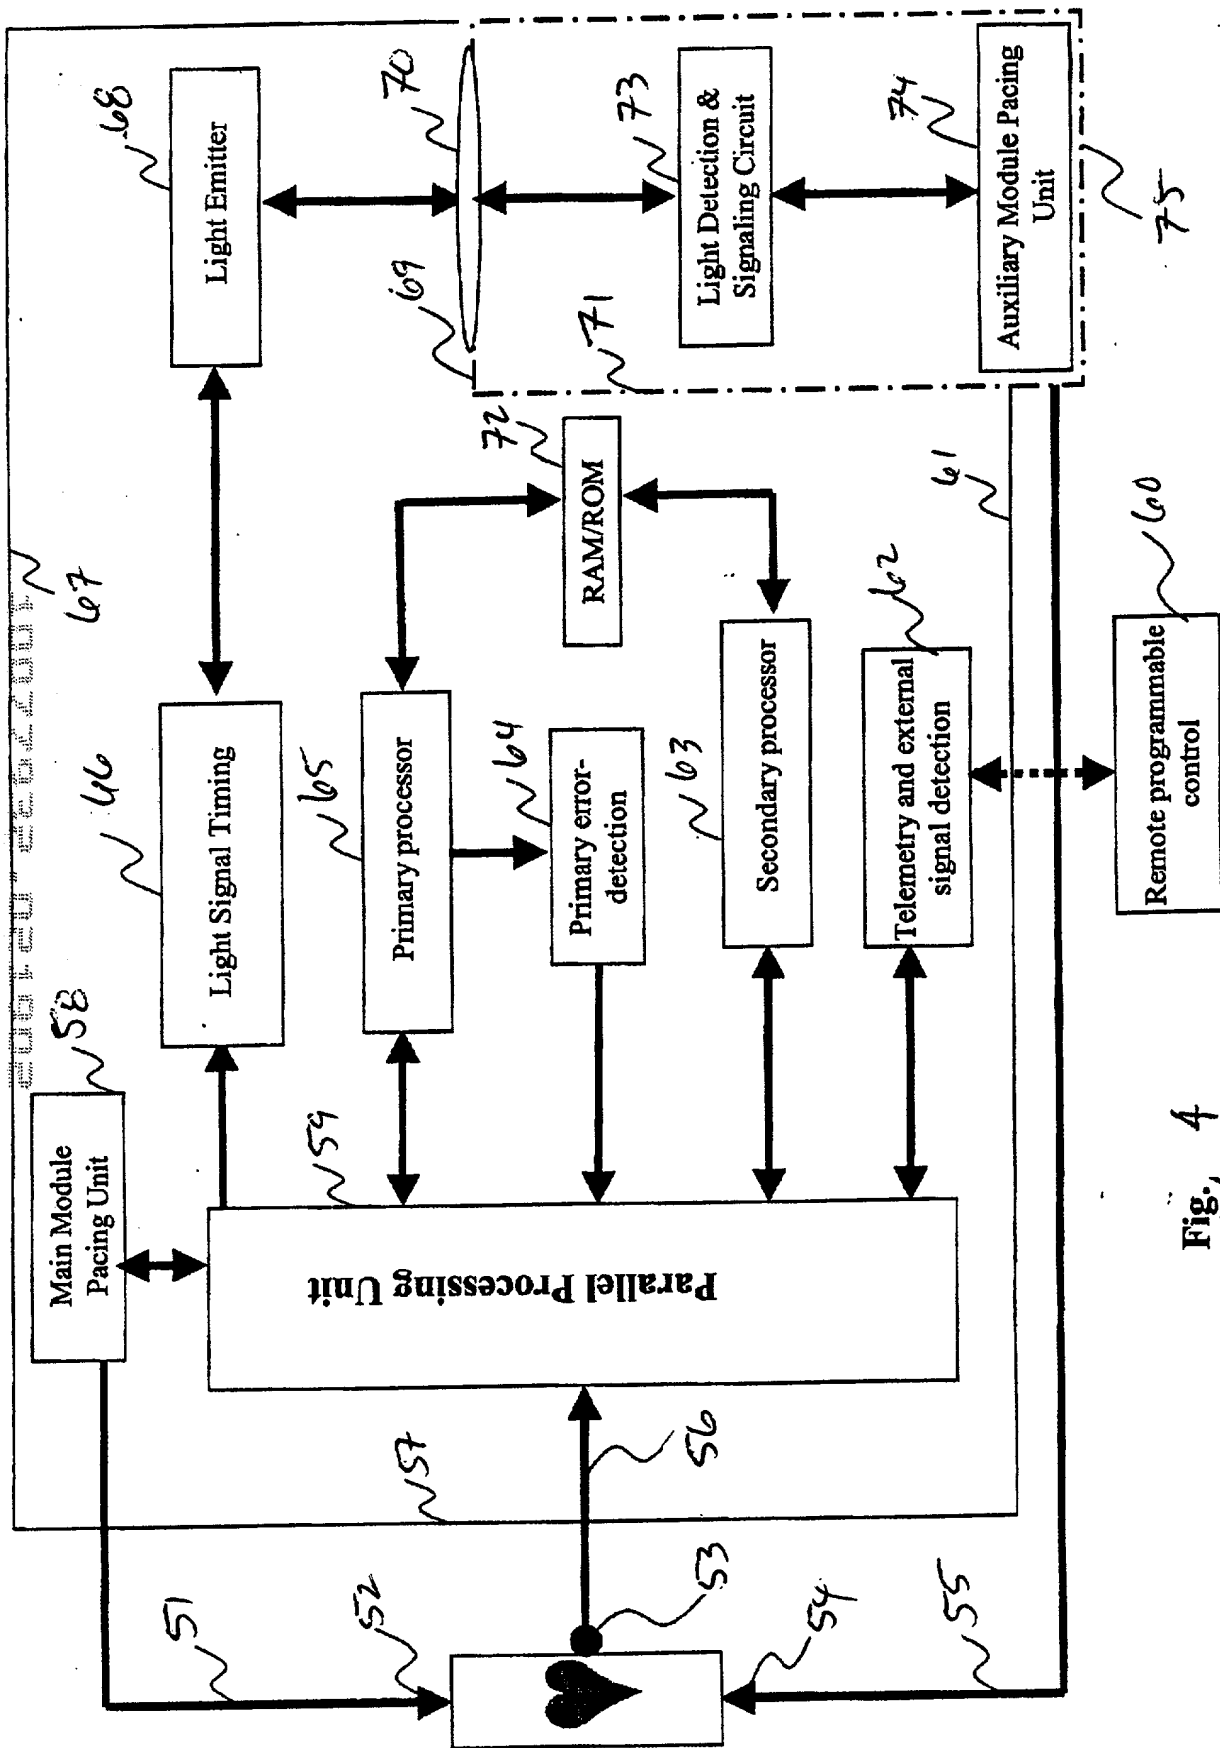 58
Main Module
Pacing Unit
67
66
Light Signal Timing
68
Light Emitter
51
57
59
Parallel Processing Unit
65
Primary processor
72
RAM/ROM
69
70
52
53
56
64
Primary error-
detection
71
73
Light Detection &
Signaling Circuit
63
Secondary processor
54
62
Telemetry and external
signal detection
61
74
Auxiliary Module Pacing
Unit
55
75
60
Remote programmable
control
Fig., 4